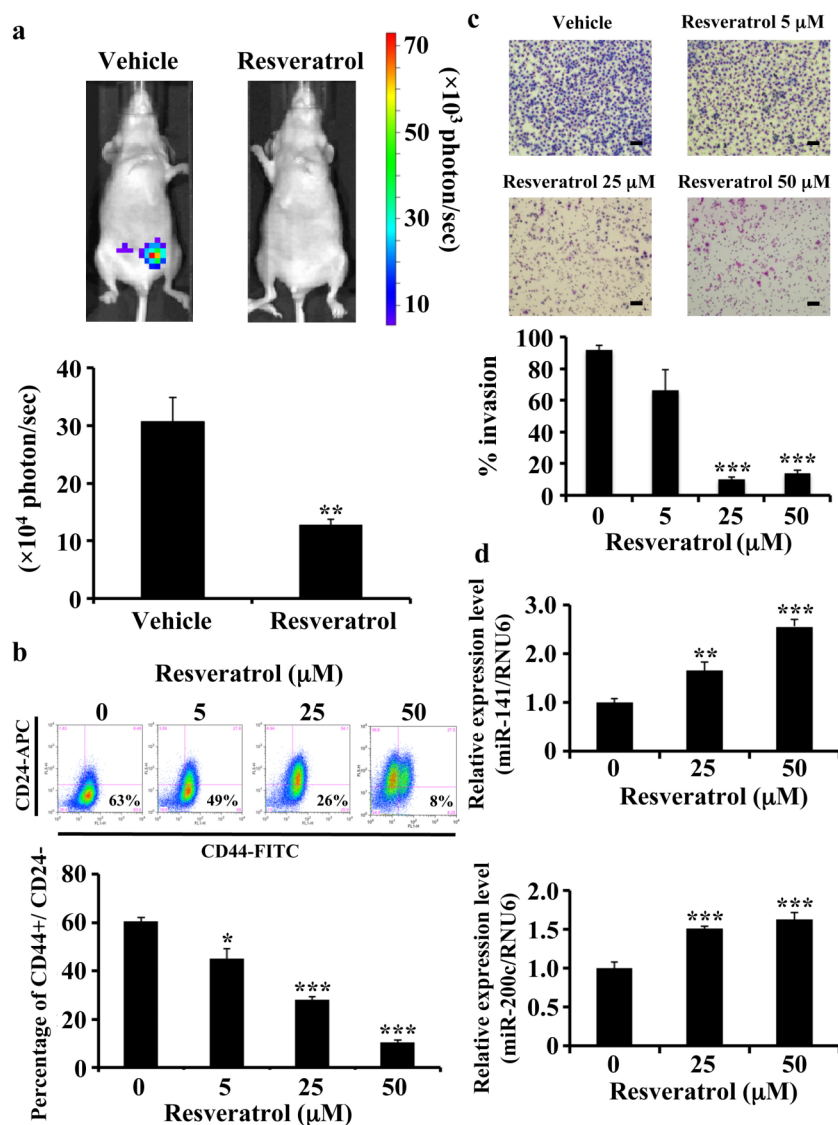 a
Vehicle Resveratrol
70
50
30
10
(×10³ photon/sec)
40
30
20
10
0
(×10⁴ photon/sec)
**
Vehicle Resveratrol
b
Resveratrol (μM)
0 5 25 50
CD24-APC
63% 49% 26% 8%
CD44-FITC
Percentage of CD44+/ CD24-
80
60
40
20
0
* *** ***
0 5 25 50
Resveratrol (μM)
c
Vehicle Resveratrol 5 μM
Resveratrol 25 μM Resveratrol 50 μM
% invasion
100
80
60
40
20
0
*** ***
0 5 25 50
Resveratrol (μM)
d
Relative expression level
(miR-141/RNU6)
3.0
2.0
1.0
0
** ***
0 25 50
Resveratrol (μM)
Relative expression level
(miR-200c/RNU6)
2.0
1.5
1.0
0.5
0
*** ***
0 25 50
Resveratrol (μM)